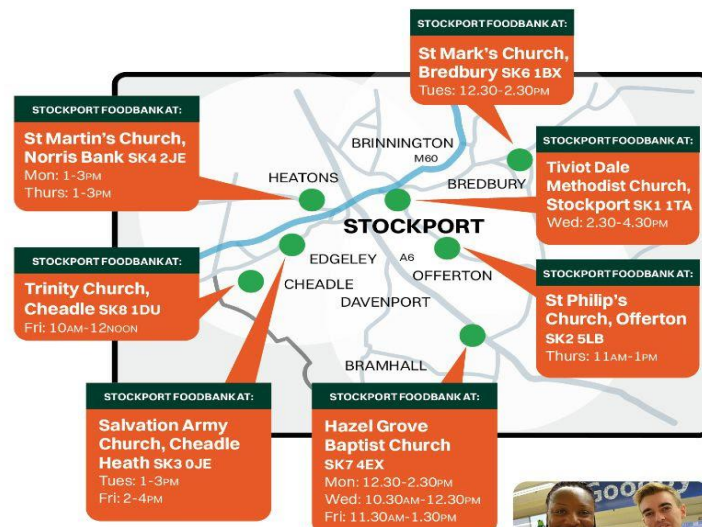 STOCKPORT FOODBANK AT:
St Mark's Church,
Bredbury SK6 1BX
Tues: 12.30-2.30PM
STOCKPORT FOODBANK AT:
St Martin's Church,
Norris Bank SK4 2JE
Mon: 1-3PM
Thurs: 1-3PM
STOCKPORT FOODBANK AT:
Tiviot Dale
Methodist Church,
Stockport SK1 1TA
Wed: 2.30-4.30PM
BRINNINGTON
M60
HEATONS
BREDBURY
STOCKPORT
EDGELEY
A6
OFFERTON
CHEADLE
DAVENPORT
BRAMHALL
STOCKPORT FOODBANK AT:
Trinity Church,
Cheadle SK8 1DU
Fri: 10AM-12NOON
STOCKPORT FOODBANK AT:
St Philip's
Church, Offerton
SK2 5LB
Thurs: 11AM-1PM
STOCKPORT FOODBANK AT:
Salvation Army
Church, Cheadle
Heath SK3 0JE
Tues: 1-3PM
Fri: 2-4PM
STOCKPORT FOODBANK AT:
Hazel Grove
Baptist Church
SK7 4EX
Mon: 12.30-2.30PM
Wed: 10.30AM-12.30PM
Fri: 11.30AM-1.30PM